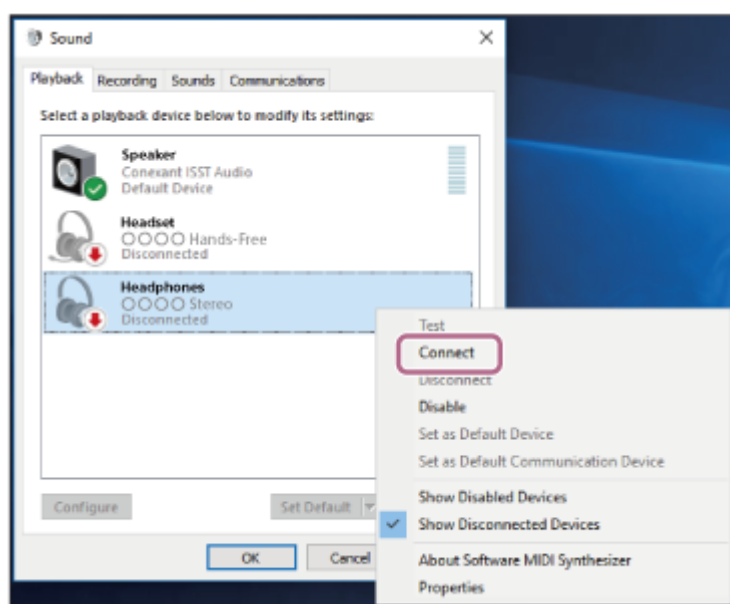 Sound
Playback Recording Sounds Communications
Select a playback device below to modify its settings:
Speaker
Conexant ISST Audio
Default Device
Headset
○○○○ Hands-Free
Disconnected
Headphones
○○○○ Stereo
Disconnected
Test
Connect
Disconnect
Disable
Set as Default Device
Set as Default Communication Device
Show Disabled Devices
Show Disconnected Devices
About Software MIDI Synthesizer
Properties
Configure Set Default
OK Cancel